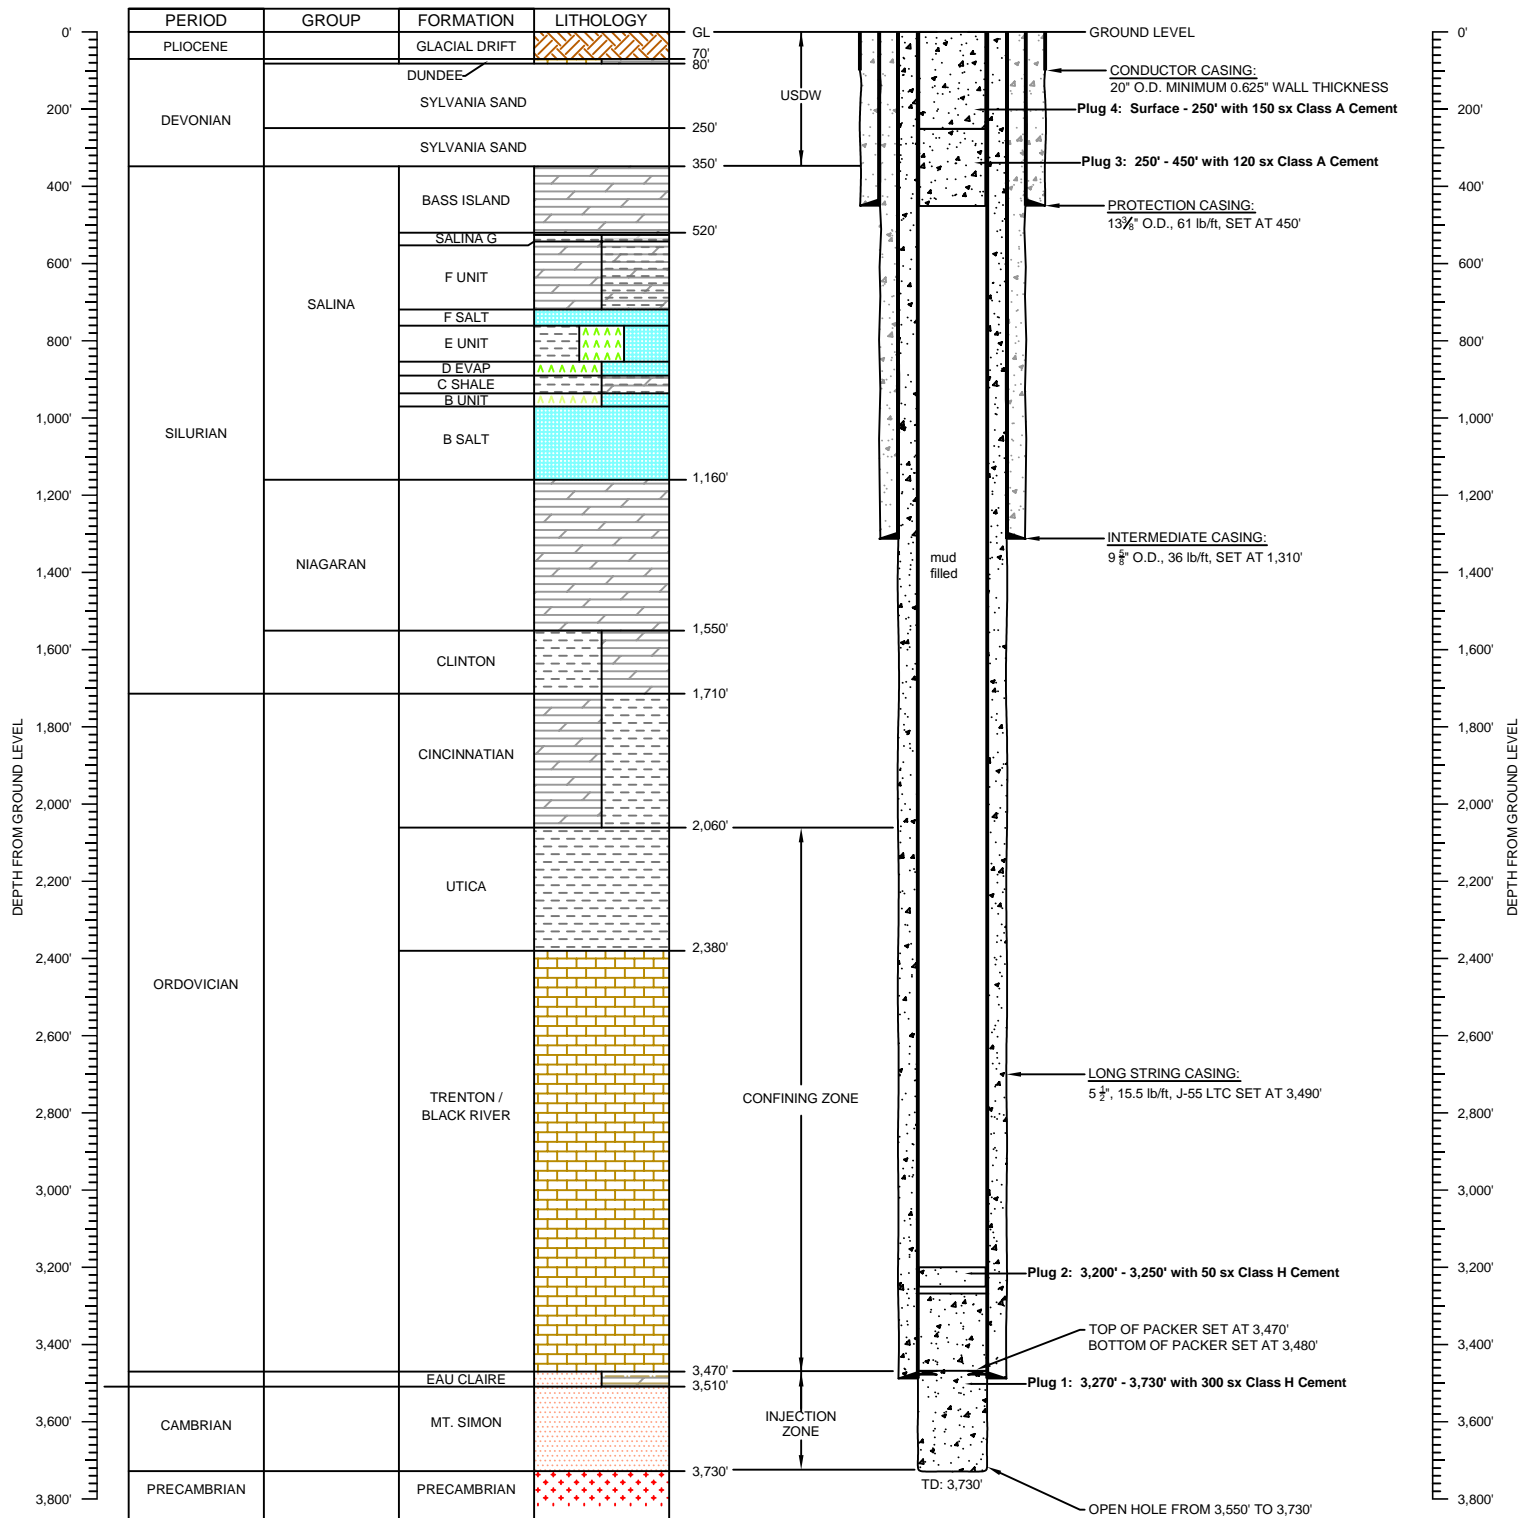 PERIOD GROUP FORMATION LITHOLOGY
PLIOCENE
GLACIAL DRIFT
DUNDEE
DEVONIAN
SYLVANIA SAND
SYLVANIA SAND
BASS ISLAND
SALINA G
SALINA
F UNIT
F SALT
E UNIT
D EVAP
C SHALE
B UNIT
B SALT
SILURIAN
NIAGARAN
CLINTON
CINCINNATIAN
UTICA
ORDOVICIAN
TRENTON /
BLACK RIVER
EAU CLAIRE
CAMBRIAN
MT. SIMON
PRECAMBRIAN
PRECAMBRIAN
GL
70'
80'
250'
350'
520'
1,160'
1,550'
1,710'
2,060'
2,380'
3,470'
3,510'
3,730'
DEPTH FROM GROUND LEVEL
0'
200'
400'
600'
800'
1,000'
1,200'
1,400'
1,600'
1,800'
2,000'
2,200'
2,400'
2,600'
2,800'
3,000'
3,200'
3,400'
3,600'
3,800'
USDW
CONFINING ZONE
INJECTION
ZONE
mud
filled
TD: 3,730'
GROUND LEVEL
CONDUCTOR CASING:
20" O.D. MINIMUM 0.625" WALL THICKNESS
Plug 4: Surface - 250' with 150 sx Class A Cement
Plug 3: 250' - 450' with 120 sx Class A Cement
PROTECTION CASING:
13⅜" O.D., 61 lb/ft, SET AT 450'
INTERMEDIATE CASING:
9 ⅝" O.D., 36 lb/ft, SET AT 1,310'
LONG STRING CASING:
5 ½", 15.5 lb/ft, J-55 LTC SET AT 3,490'
Plug 2: 3,200' - 3,250' with 50 sx Class H Cement
TOP OF PACKER SET AT 3,470'
BOTTOM OF PACKER SET AT 3,480'
Plug 1: 3,270' - 3,730' with 300 sx Class H Cement
OPEN HOLE FROM 3,550' TO 3,730'
0'
200'
400'
600'
800'
1,000'
1,200'
1,400'
1,600'
1,800'
2,000'
2,200'
2,400'
2,600'
2,800'
3,000'
3,200'
3,400'
3,600'
3,800'
DEPTH FROM GROUND LEVEL